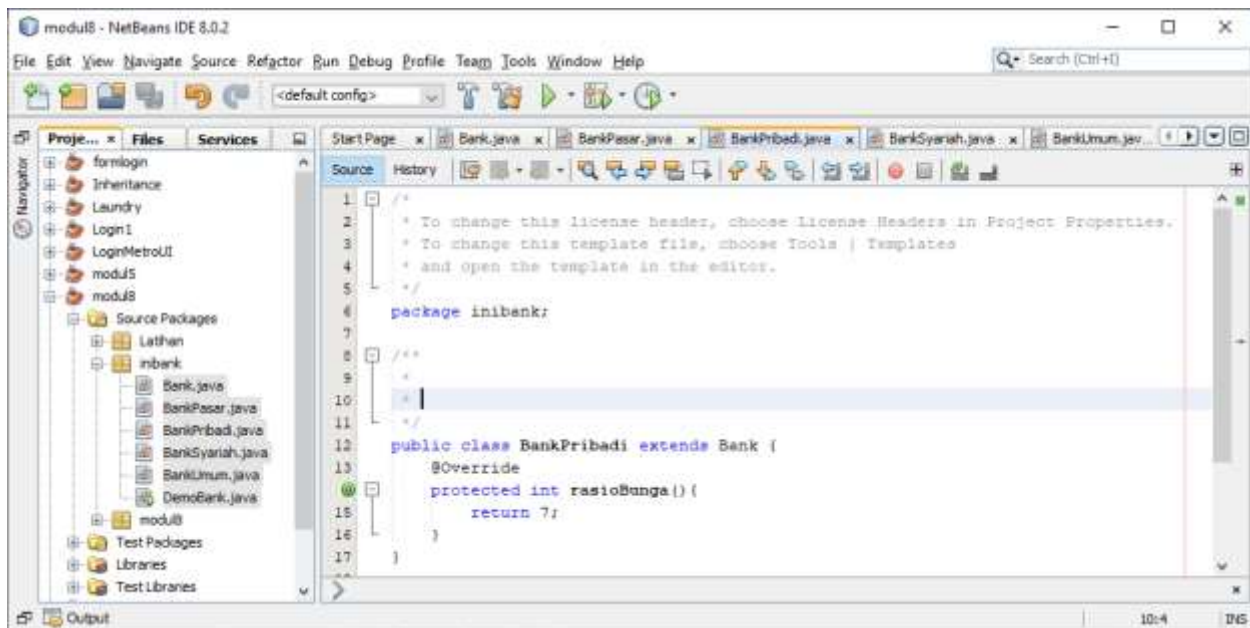 modul8 - NetBeans IDE 8.0.2
File Edit View Navigate Source Refactor Run Debug Profile Team Tools Window Help
Search (Ctrl+I)
<default config>
Proje... Files Services
Start Page Bank.java BankPasar.java BankPribadi.java BankSyariah.java BankUmum.jav...
Navigator
Source History
formlogin
Inheritance
Laundry
Login1
LoginMetroUI
modul5
modul8
Source Packages
Latihan
inibank
Bank.java
BankPasar.java
BankPribadi.java
BankSyariah.java
BankUmum.java
DemoBank.java
modul8
Test Packages
Libraries
Test Libraries
1 /*
2 * To change this license header, choose License Headers in Project Properties.
3 * To change this template file, choose Tools | Templates
4 * and open the template in the editor.
5 */
6 package inibank;
7
8 /**
9 *
10 *
11 */
12 public class BankPribadi extends Bank {
13 @Override
protected int rasioBunga(){
15 return 7;
16 }
17 }
Output
10:4 INS